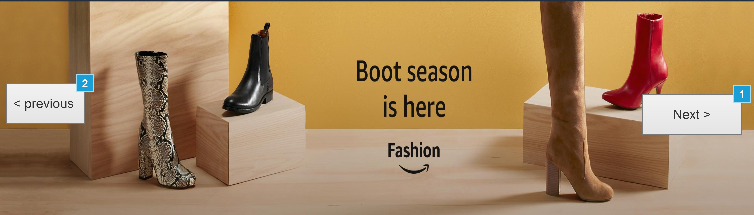 Boot season
is here
Fashion
2
< previous
1
Next >